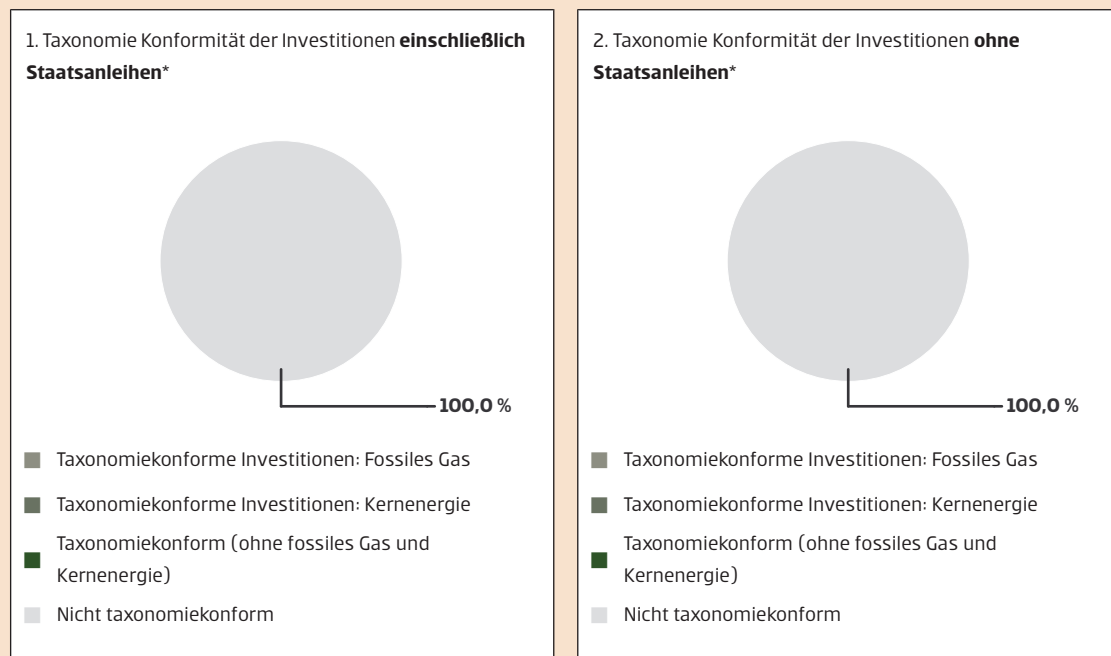 1. Taxonomie Konformität der Investitionen einschließlich
Staatsanleihen*
100,0 %
Taxonomiekonforme Investitionen: Fossiles Gas
Taxonomiekonforme Investitionen: Kernenergie
Taxonomiekonform (ohne fossiles Gas und
Kernenergie)
Nicht taxonomiekonform
2. Taxonomie Konformität der Investitionen ohne
Staatsanleihen*
100,0 %
Taxonomiekonforme Investitionen: Fossiles Gas
Taxonomiekonforme Investitionen: Kernenergie
Taxonomiekonform (ohne fossiles Gas und
Kernenergie)
Nicht taxonomiekonform